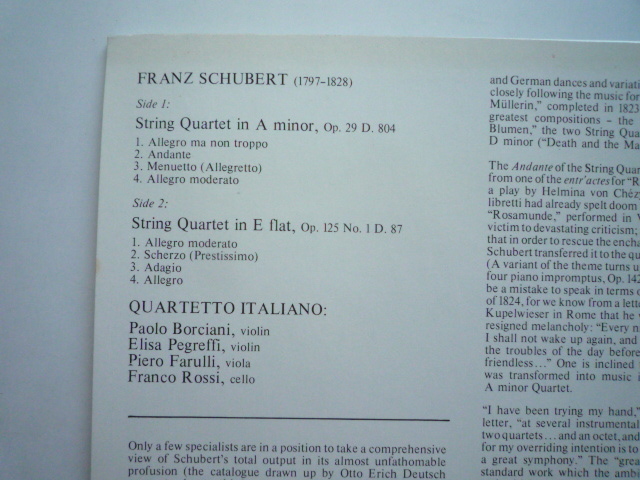 FRANZ SCHUBERT (1797–1828)
Side 1:
String Quartet in A minor, Op. 29 D. 804
1. Allegro ma non troppo
2. Andante
3. Menuetto (Allegretto)
4. Allegro moderato
Side 2:
String Quartet in E flat, Op. 125 No. 1 D. 87
1. Allegro moderato
2. Scherzo (Prestissimo)
3. Adagio
4. Allegro
QUARTETTO ITALIANO:
Paolo Borciani, violin
Elisa Pegreffi, violin
Piero Farulli, viola
Franco Rossi, cello
Only a few specialists are in a position to take a comprehensive
view of Schubert's total output in its almost unfathomable
profusion (the catalogue drawn up by Otto Erich Deutsch
and German dances and variati
closely following the music for
Müllerin," completed in 1823
greatest compositions – the
Blumen," the two String Qua
D minor ("Death and the Ma
The Andante of the String Quar
from one of the entr'actes for "R
a play by Helmina von Chézy
libretti had already spelt doom
"Rosamunde," performed in V
victim to devastating criticism;
that in order to rescue the encha
Schubert transferred it to the qu
(A variant of the theme turns u
four piano impromptus, Op. 142
be a mistake to speak in terms o
of 1824, for we know from a lette
Kupelwieser in Rome that he w
resigned melancholy: "Every ni
I shall not wake up again, and
the troubles of the day before
friendless..." One is inclined
was transformed into music i
A minor Quartet.
"I have been trying my hand,"
letter, "at several instrumental
two quartets... and an octet, and
for my overriding intention is to
a great symphony." The "great
standard work which the ambi